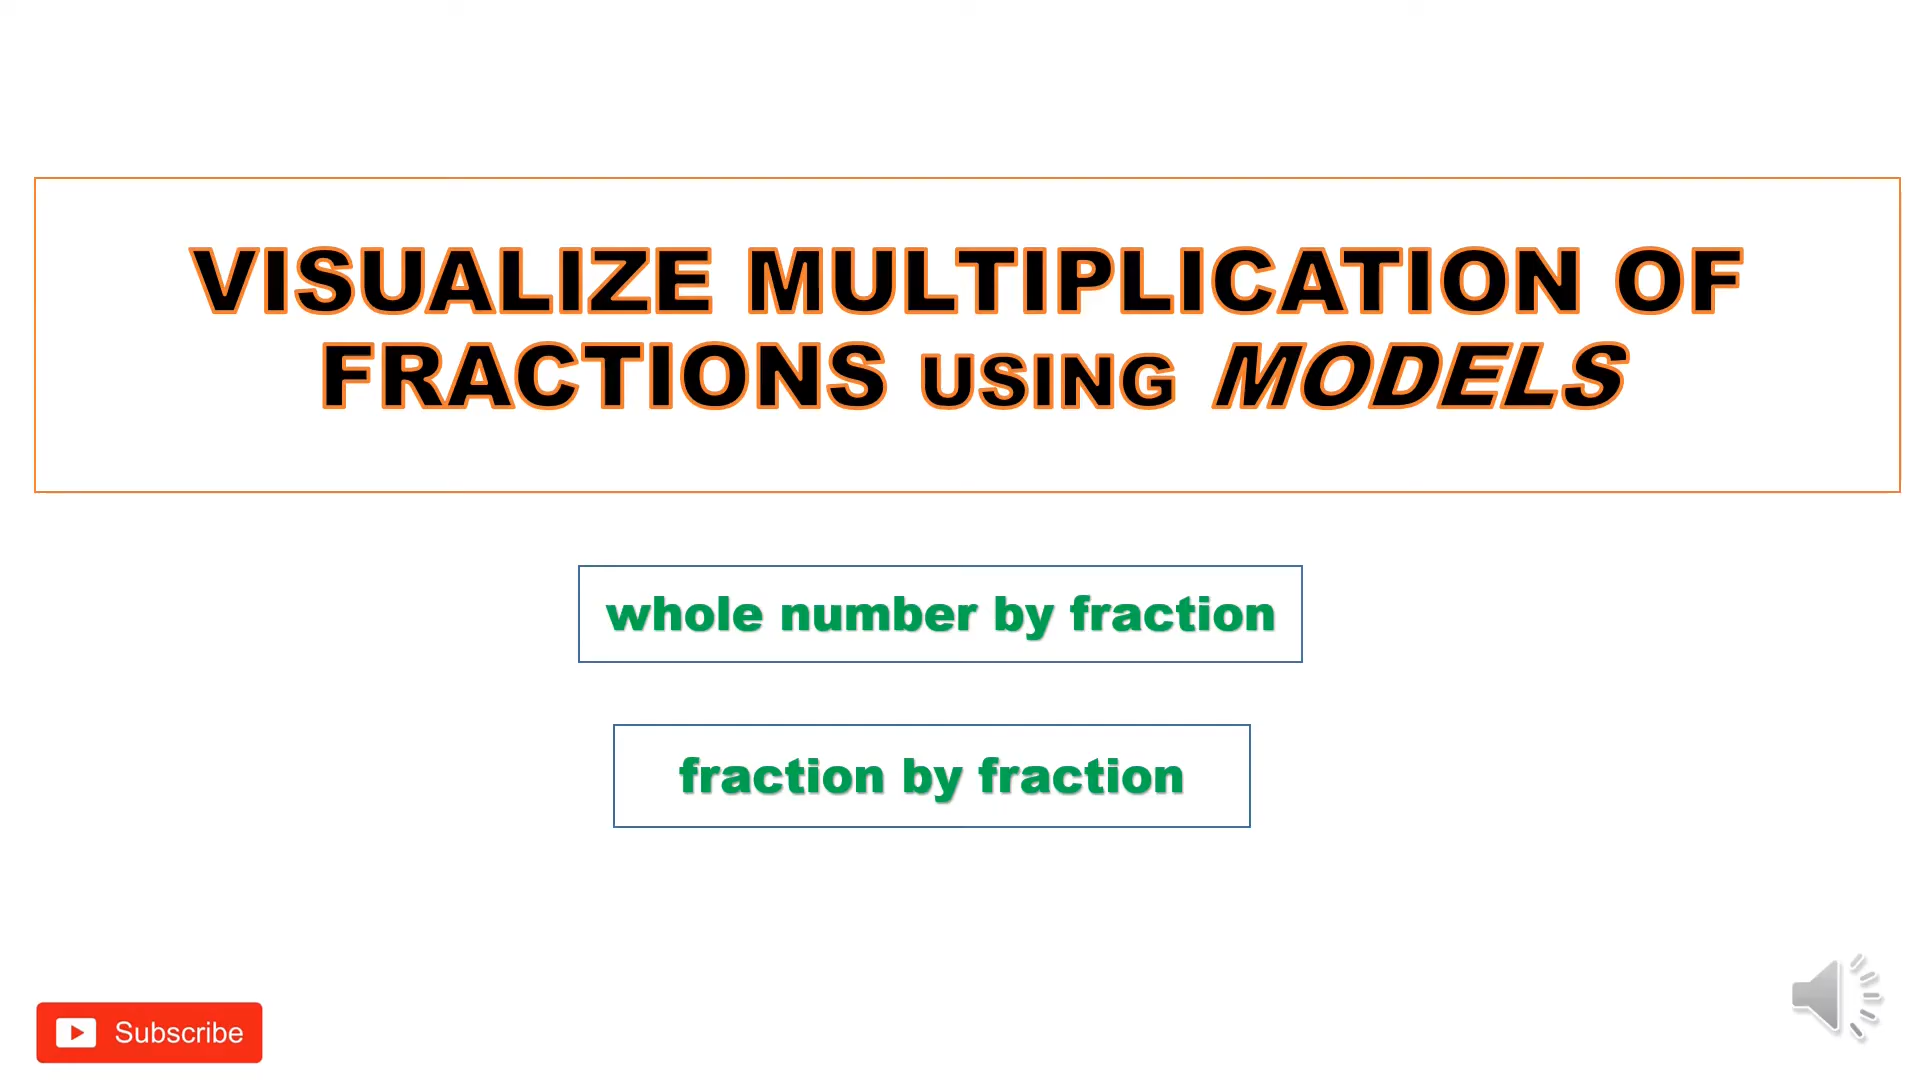 VISUALIZE MULTIPLICATION OF
FRACTIONS USING MODELS
whole number by fraction
fraction by fraction
Subscribe